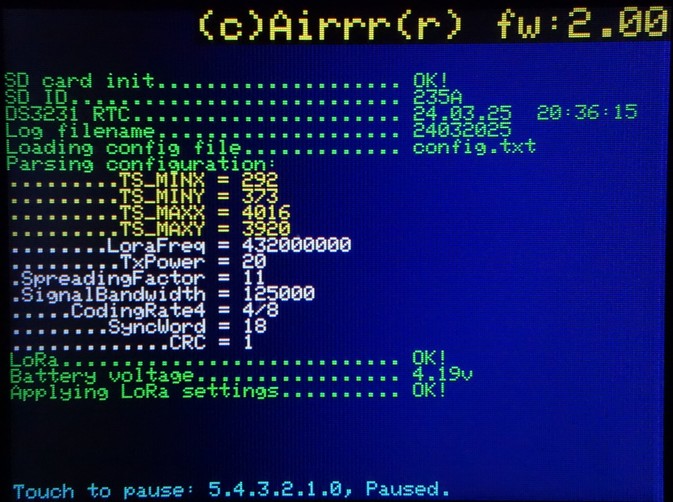 (c)Airrr(r) fw:2.00
SD card init.................... OK!
SD ID........................... 235A
DS3231 RTC...................... 24.03.25 20:36:15
Log filename.................... 24032025
Loading config file............. config.txt
Parsing configuration:
.........TS_MINX = 292
.........TS_MINY = 373
.........TS_MAXX = 4016
.........TS_MAXY = 3920
........LoraFreq = 432000000
.........TxPower = 20
.SpreadingFactor = 11
.SignalBandwidth = 125000
.....CodingRate4 = 4/8
........SyncWord = 18
.............CRC = 1
LoRa............................ OK!
Battery voltage................. 4.19v
Applying LoRa settings.......... OK!
Touch to pause: 5.4.3.2.1.0, Paused.